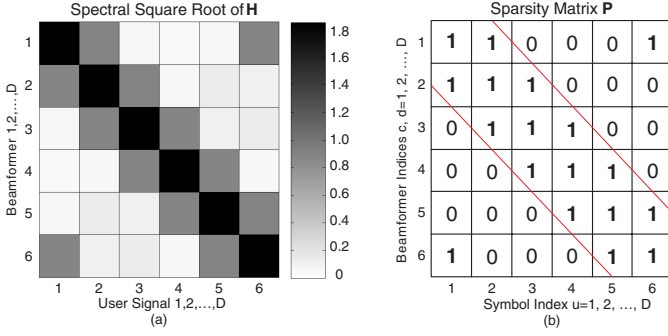 Spectral Square Root of H
Beamformer 1,2,...,D
1
2
3
4
5
6
1 2 3 4 5 6
User Signal 1,2,...,D
(a)
1.8
1.6
1.4
1.2
1.0
0.8
0.6
0.4
0.2
0
Sparsity Matrix P
Beamformer Indices c, d=1, 2, ..., D
1 1 1 0 0 0 1
2 1 1 1 0 0 0
3 0 1 1 1 0 0
4 0 0 1 1 1 0
5 0 0 0 1 1 1
6 1 0 0 0 1 1
1 2 3 4 5 6
Symbol Index u=1, 2, ..., D
(b)